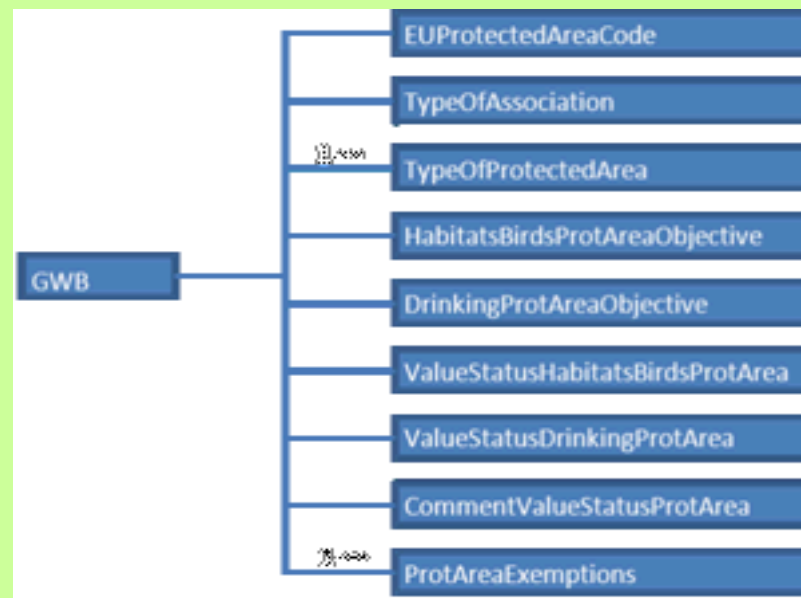 EUProtectedAreaCode
TypeOfAssociation
TypeOfProtectedArea
HabitatsBirdsProtAreaObjective
GWB
DrinkingProtAreaObjective
ValueStatusHabitatsBirdsProtArea
ValueStatusDrinkingProtArea
CommentValueStatusProtArea
ProtAreaExemptions